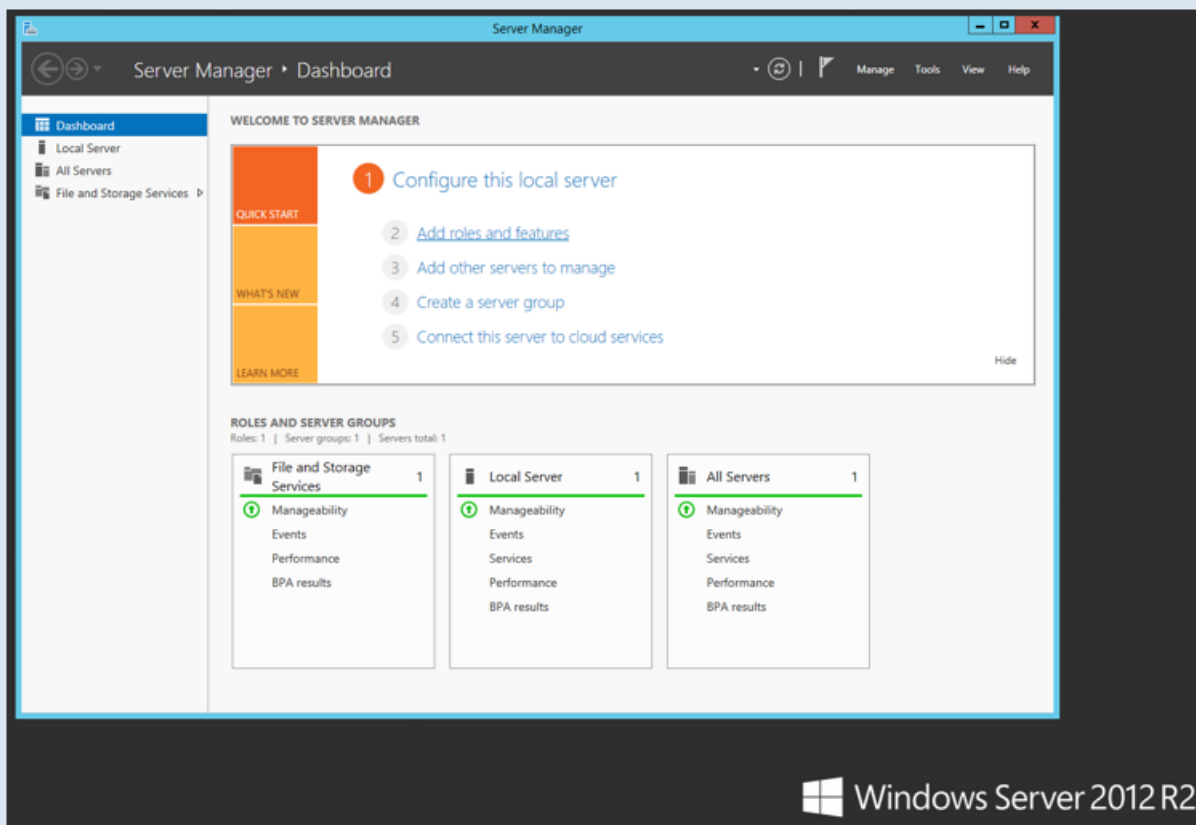 Server Manager
Server Manager • Dashboard
Manage Tools View Help
Dashboard
Local Server
All Servers
File and Storage Services
WELCOME TO SERVER MANAGER
QUICK START
WHAT'S NEW
LEARN MORE
1 Configure this local server
2 Add roles and features
3 Add other servers to manage
4 Create a server group
5 Connect this server to cloud services
Hide
ROLES AND SERVER GROUPS
Roles: 1 | Server groups: 1 | Servers total: 1
File and Storage
Services 1
Manageability
Events
Performance
BPA results
Local Server 1
Manageability
Events
Services
Performance
BPA results
All Servers 1
Manageability
Events
Services
Performance
BPA results
Windows Server 2012 R2